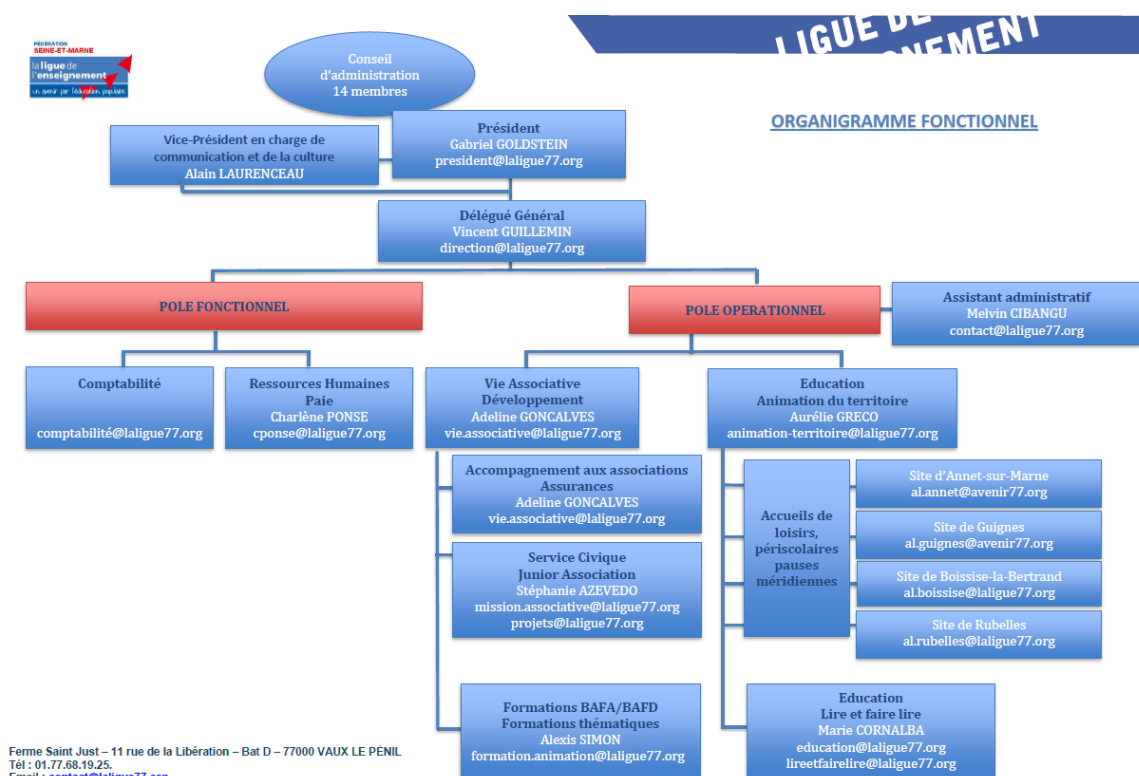 FÉDÉRATION
SEINE-ET-MARNE
la ligue de
l'enseignement
un avenir par l'éducation populaire
LIGUE DE
ORGANIGRAMME FONCTIONNEL
Conseil
d'administration
14 membres
Président
Gabriel GOLDSTEIN
president@laligue77.org
Vice-Président en charge de
communication et de la culture
Alain LAURENCEAU
Délégué Général
Vincent GUILLEMIN
direction@laligue77.org
POLE FONCTIONNEL
POLE OPERATIONNEL
Assistant administratif
Melvin CIBANGU
contact@laligue77.org
Comptabilité
comptabilité@laligue77.org
Ressources Humaines
Paie
Charlène PONSE
cponse@laligue77.org
Vie Associative
Développement
Adeline GONCALVES
vie.associative@laligue77.org
Education
Animation du territoire
Aurélie GRECO
animation-territoire@laligue77.org
Accompagnement aux associations
Assurances
Adeline GONCALVES
vie.associative@laligue77.org
Service Civique
Junior Association
Stéphanie AZEVEDO
mission.associative@laligue77.org
projets@laligue77.org
Formations BAFA/BAFD
Formations thématiques
Alexis SIMON
formation.animation@laligue77.org
Accueils de
loisirs,
périscolaires
pauses
méridiennes
Site d'Annet-sur-Marne
al.annet@avenir77.org
Site de Guignes
al.guignes@avenir77.org
Site de Boissise-la-Bertrand
al.boissise@laligue77.org
Site de Rubelles
al.rubelles@laligue77.org
Education
Lire et faire lire
Marie CORNALBA
education@laligue77.org
lireetfairelire@laligue77.org
Ferme Saint Just – 11 rue de la Libération – Bat D – 77000 VAUX LE PÉNIL
Tél : 01.77.68.19.25.
Email : contact@laligue77.org